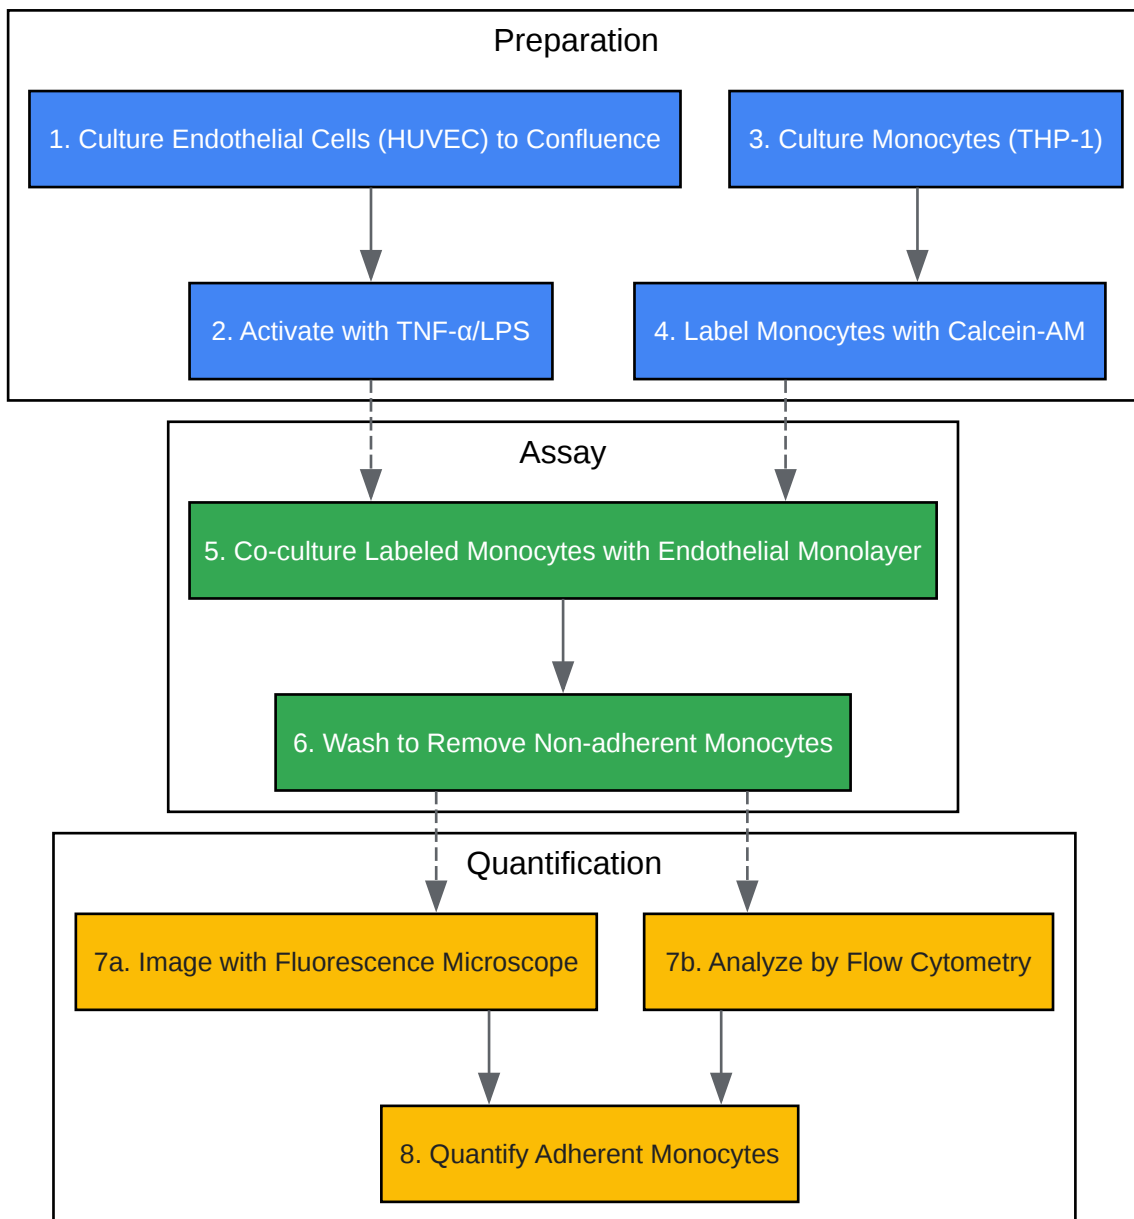 Preparation
1. Culture Endothelial Cells (HUVEC) to Confluence
3. Culture Monocytes (THP-1)
2. Activate with TNF-α/LPS
4. Label Monocytes with Calcein-AM
Assay
5. Co-culture Labeled Monocytes with Endothelial Monolayer
6. Wash to Remove Non-adherent Monocytes
Quantification
7a. Image with Fluorescence Microscope
7b. Analyze by Flow Cytometry
8. Quantify Adherent Monocytes